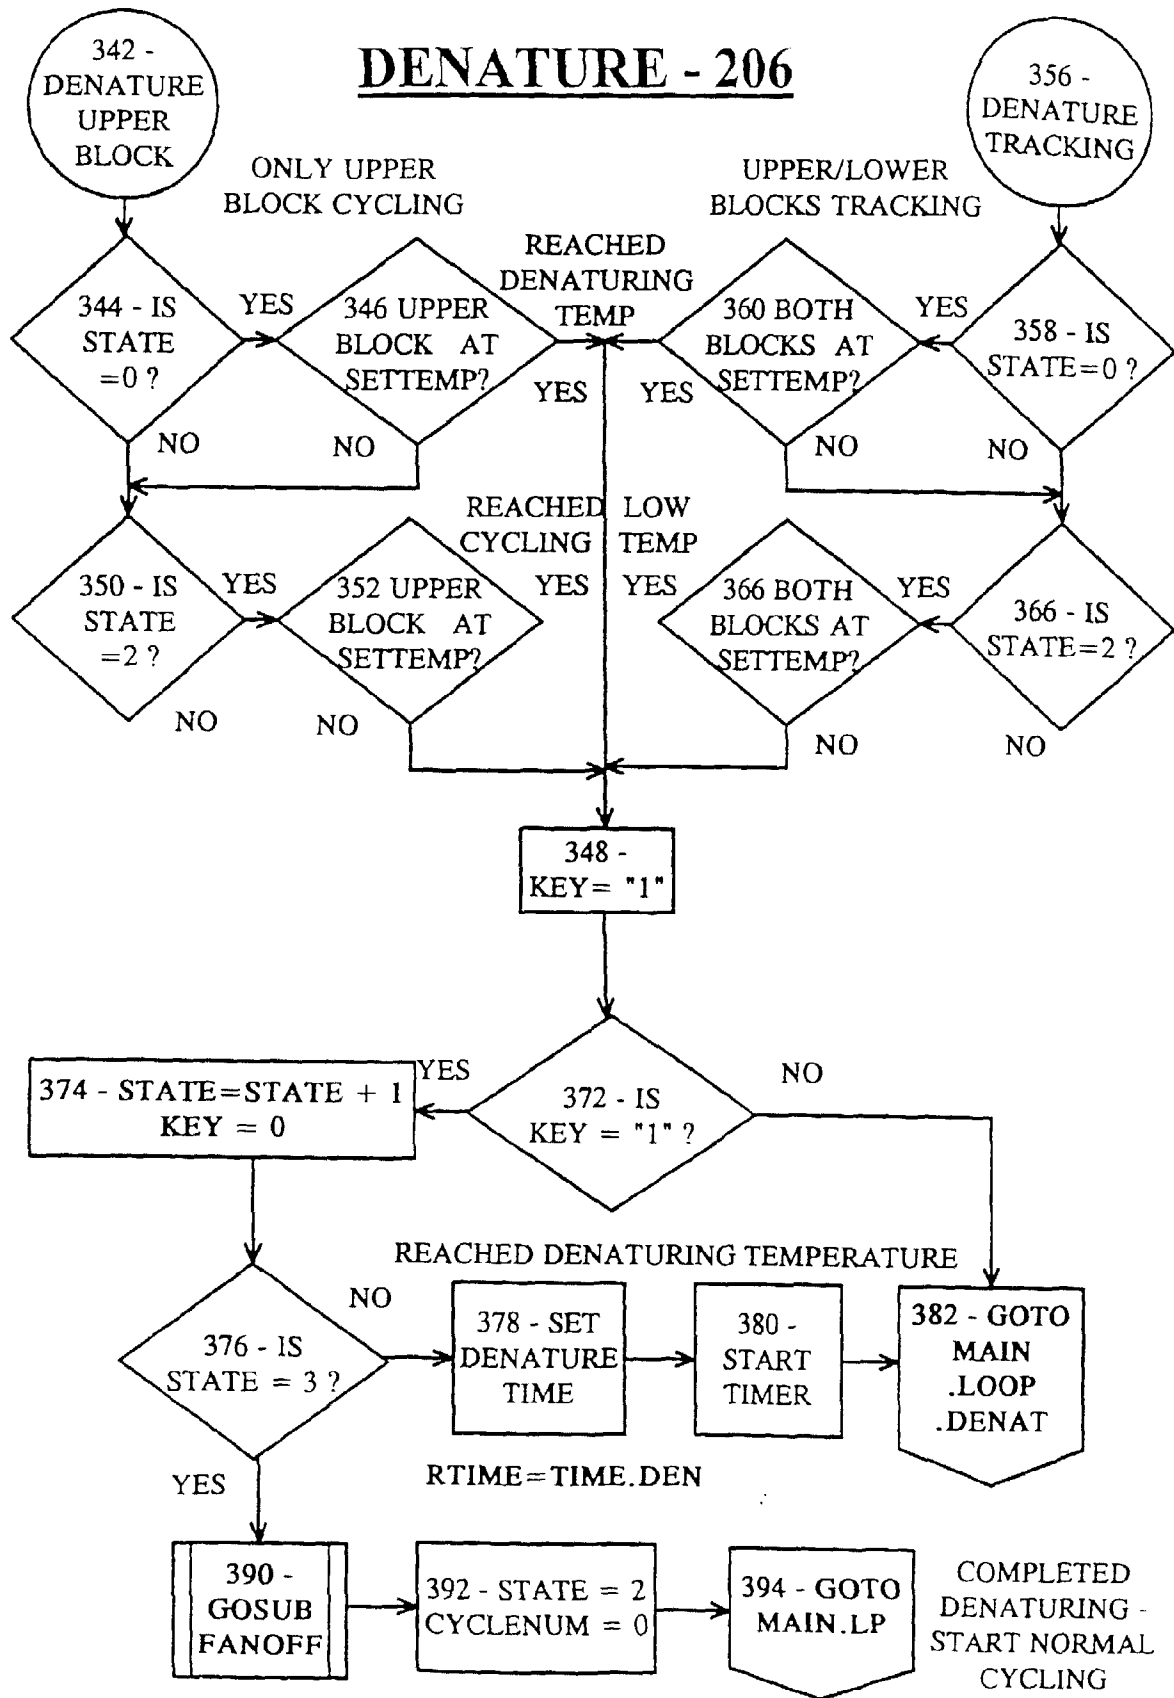 DENATURE - 206
342 -
DENATURE
UPPER
BLOCK
356 -
DENATURE
TRACKING
ONLY UPPER
BLOCK CYCLING
UPPER/LOWER
BLOCKS TRACKING
REACHED
DENATURING
TEMP
344 - IS
STATE
=0 ?
YES
346 UPPER
BLOCK AT
SETTEMP?
YES
360 BOTH
BLOCKS AT
SETTEMP?
YES
YES
358 - IS
STATE=0 ?
NO
NO
NO
NO
REACHED LOW
CYCLING TEMP
350 - IS
STATE
=2 ?
YES
352 UPPER
BLOCK AT
SETTEMP?
YES
YES
366 BOTH
BLOCKS AT
SETTEMP?
YES
366 - IS
STATE=2 ?
NO
NO
NO
NO
348 -
KEY= "1"
372 - IS
KEY = "1" ?
YES
NO
374 - STATE=STATE + 1
KEY = 0
REACHED DENATURING TEMPERATURE
376 - IS
STATE = 3 ?
NO
378 - SET
DENATURE
TIME
380 -
START
TIMER
382 - GOTO
MAIN
.LOOP
.DENAT
YES
RTIME=TIME.DEN
390 -
GOSUB
FANOFF
392 - STATE = 2
CYCLENUM = 0
394 - GOTO
MAIN.LP
COMPLETED
DENATURING -
START NORMAL
CYCLING